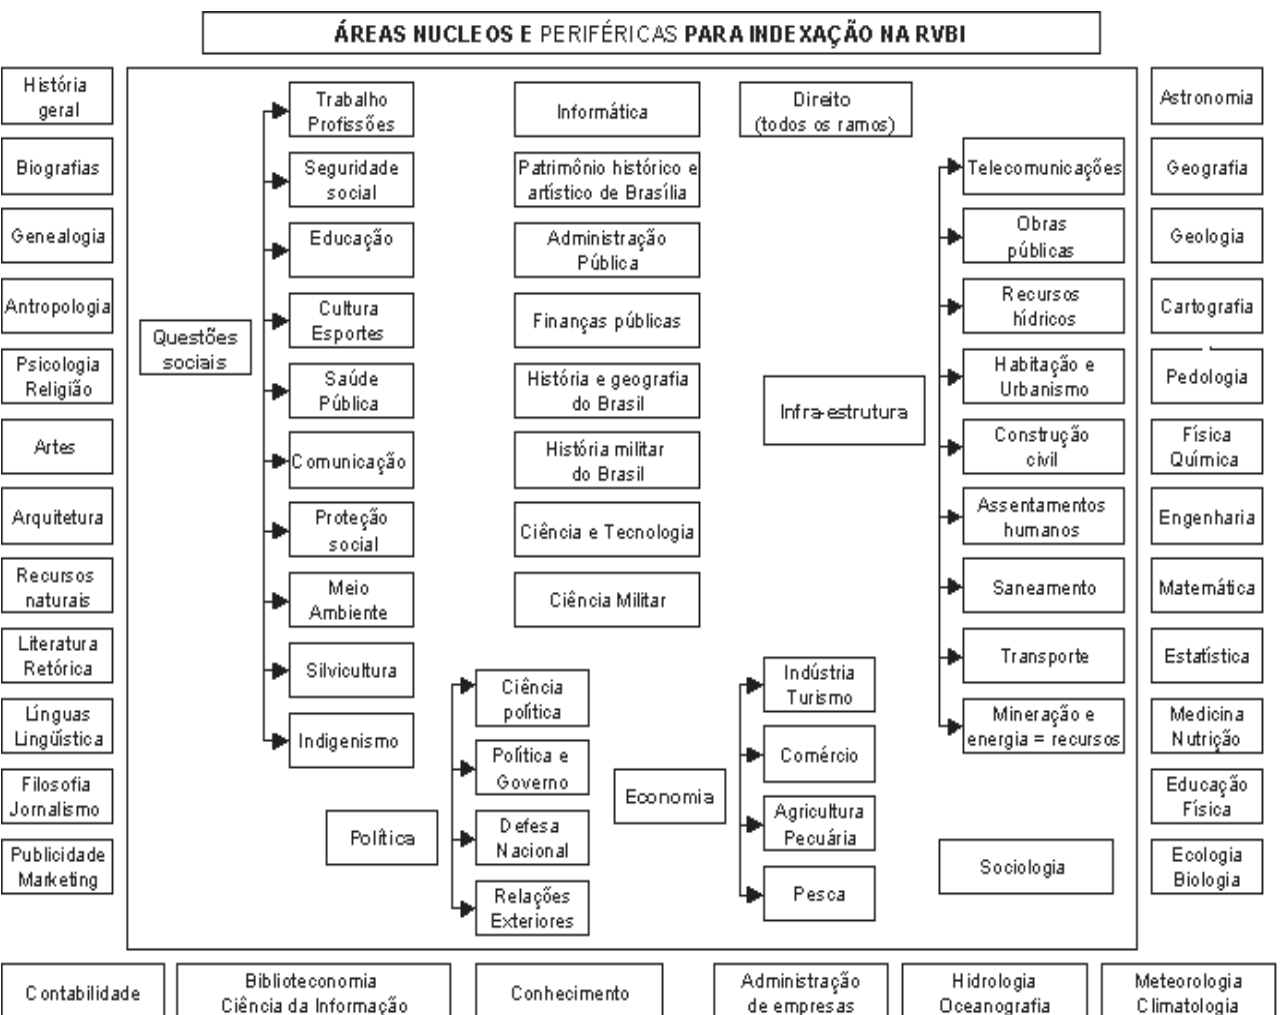 ÁREAS NUCLEOS E PERIFÉRICAS PARA INDEXAÇÃO NA RVBI
História
geral
Biografias
Genealogia
Antropologia
Psicologia
Religião
Artes
Arquitetura
Recursos
naturais
Literatura
Retórica
Línguas
Lingüística
Filosofia
Jornalismo
Publicidade
Marketing
Questões
sociais
Trabalho
Profissões
Seguridade
social
Educação
Cultura
Esportes
Saúde
Pública
Comunicação
Proteção
social
Meio
Ambiente
Silvicultura
Indigenismo
Informática
Patrimônio histórico e
artístico de Brasília
Administração
Pública
Finanças públicas
História e geografia
do Brasil
História militar
do Brasil
Ciência e Tecnologia
Ciência Militar
Direito
(todos os ramos)
Infra-estrutura
Telecomunicações
Obras
públicas
Recursos
hídricos
Habitação e
Urbanismo
Construção
civil
Assentamentos
humanos
Saneamento
Transporte
Mineração e
energia = recursos
Política
Ciência
política
Política e
Governo
Defesa
Nacional
Relações
Exteriores
Economia
Indústria
Turismo
Comércio
Agricultura
Pecuária
Pesca
Sociologia
Astronomia
Geografia
Geologia
Cartografia
Pedologia
Física
Química
Engenharia
Matemática
Estatística
Medicina
Nutrição
Educação
Física
Ecologia
Biologia
Contabilidade
Biblioteconomia
Ciência da Informação
Conhecimento
Administração
de empresas
Hidrologia
Oceanografia
Meteorologia
Climatologia